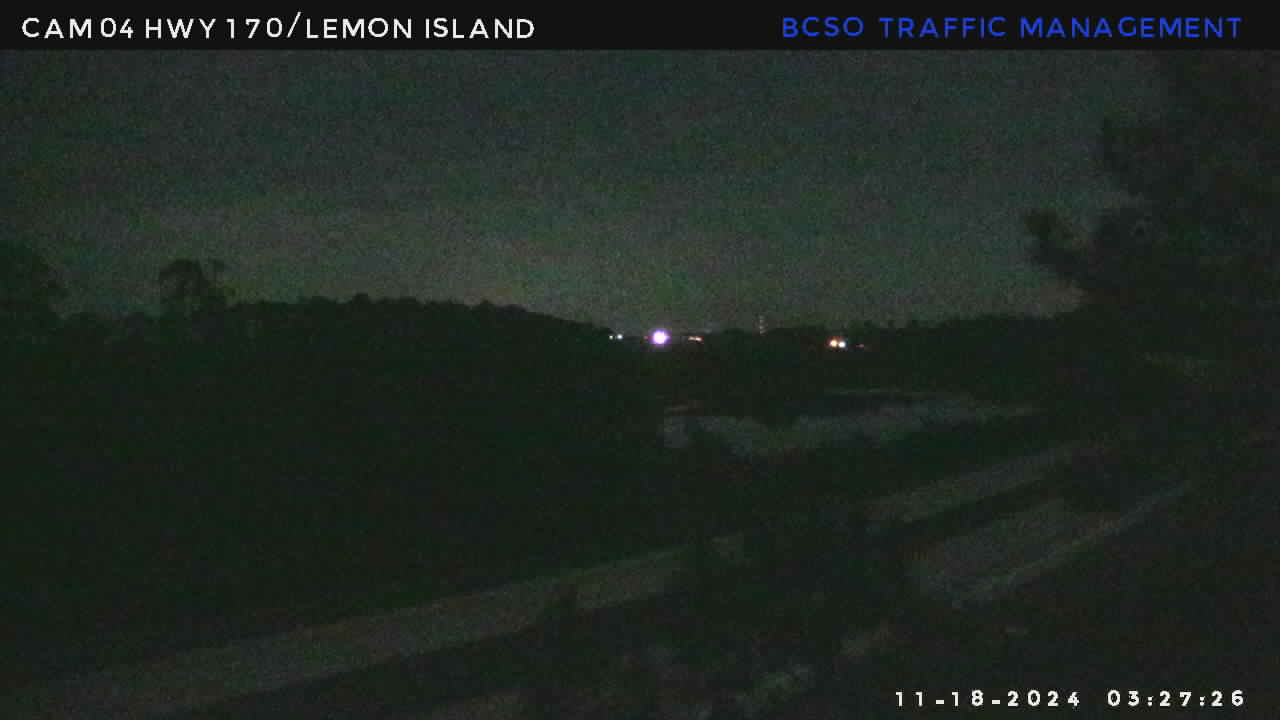 CAM04 HWY 170/LEMON ISLAND
BCSO TRAFFIC MANAGEMENT
11-18-2024 03:27:26